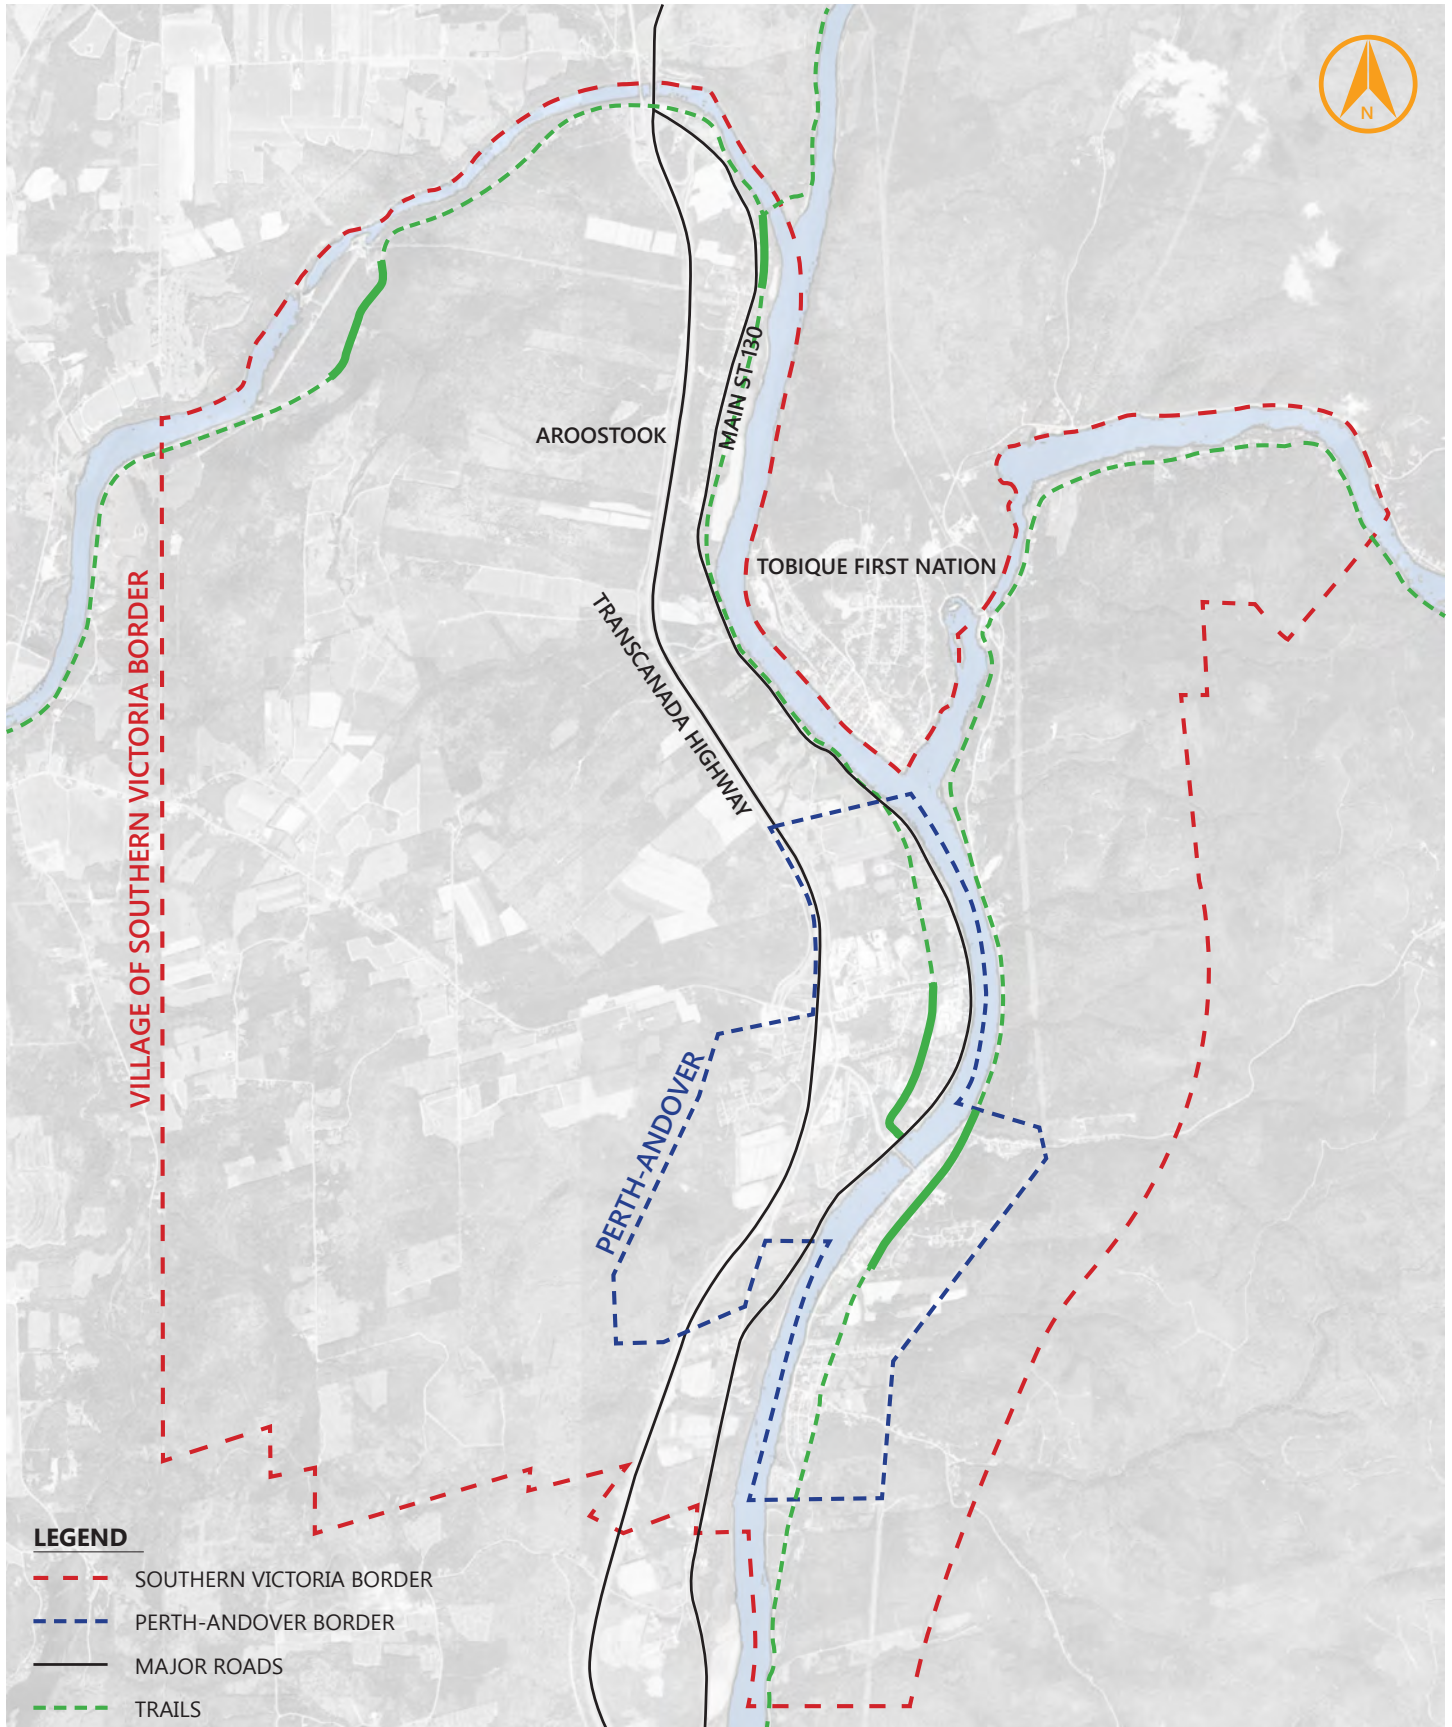 N
MAIN ST 130
AROOSTOOK
TOBIQUE FIRST NATION
VILLAGE OF SOUTHERN VICTORIA BORDER
TRANSCANADA HIGHWAY
PERTH-ANDOVER
LEGEND
SOUTHERN VICTORIA BORDER
PERTH-ANDOVER BORDER
MAJOR ROADS
TRAILS